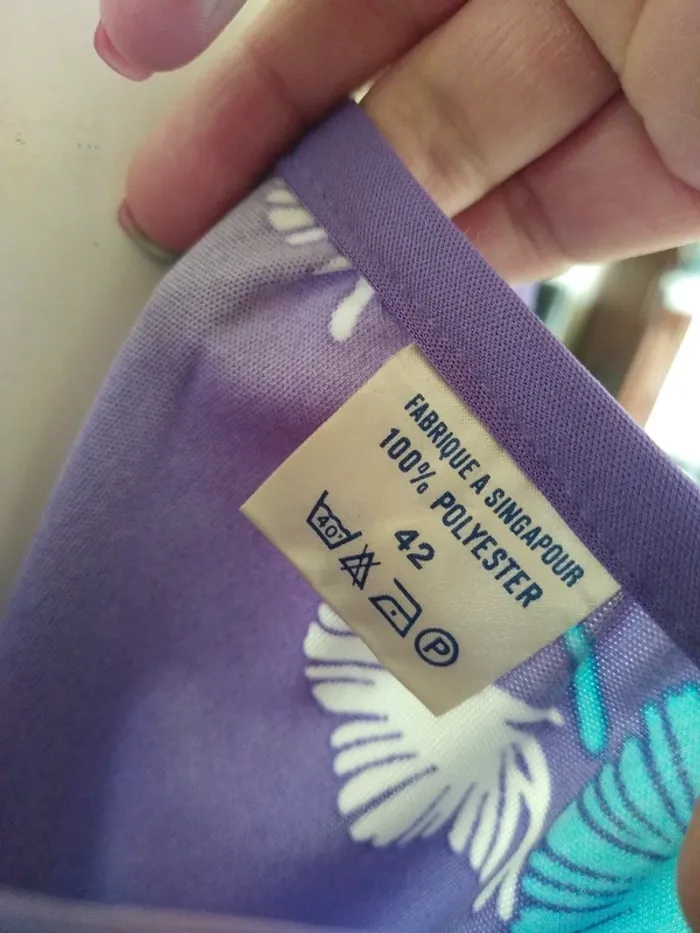 FABRIQUE A SINGAPOUR
100% POLYESTER
42
40° P